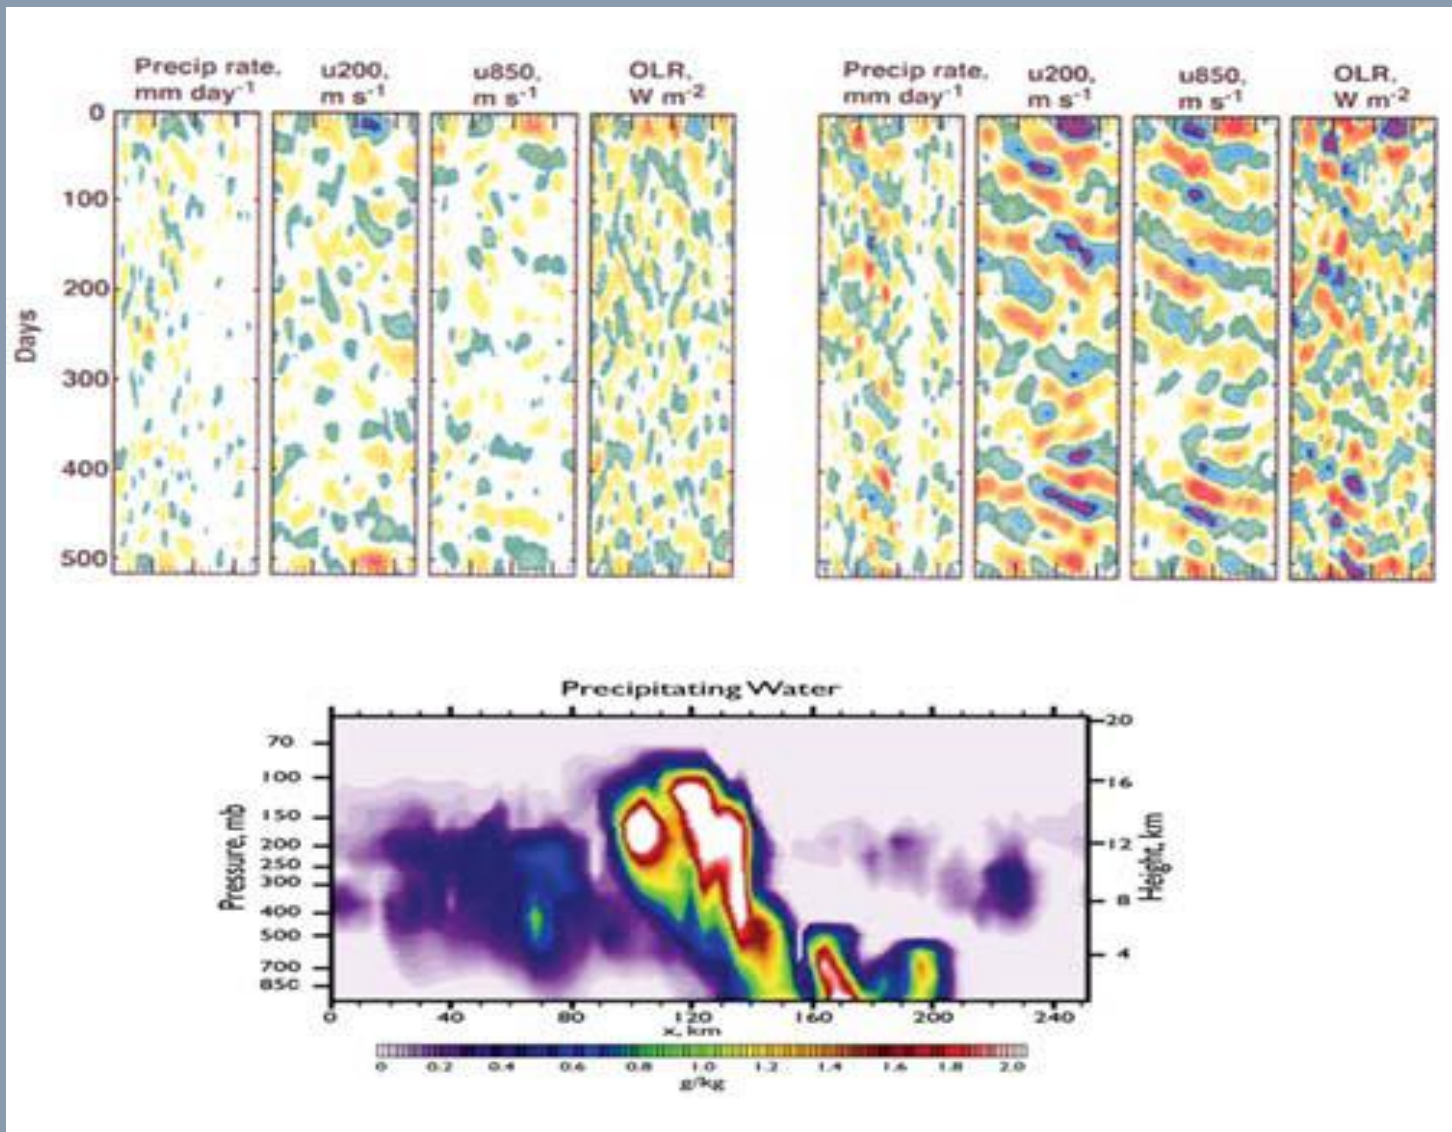 Precip rate, u200, u850, OLR, Precip rate, u200, u850, OLR,
mm day-1 m s-1 m s-1 W m-2 mm day-1 m s-1 m s-1 W m-2
0
100
200
300
400
500
Days
Precipitating Water
70
100
150
200
250
300
400
500
700
850
Pressure, mb
20
16
12
8
4
Height, km
0 40 80 120 160 200 240
x, km
0 0.2 0.4 0.6 0.8 1.0 1.2 1.4 1.6 1.8 2.0
g/kg